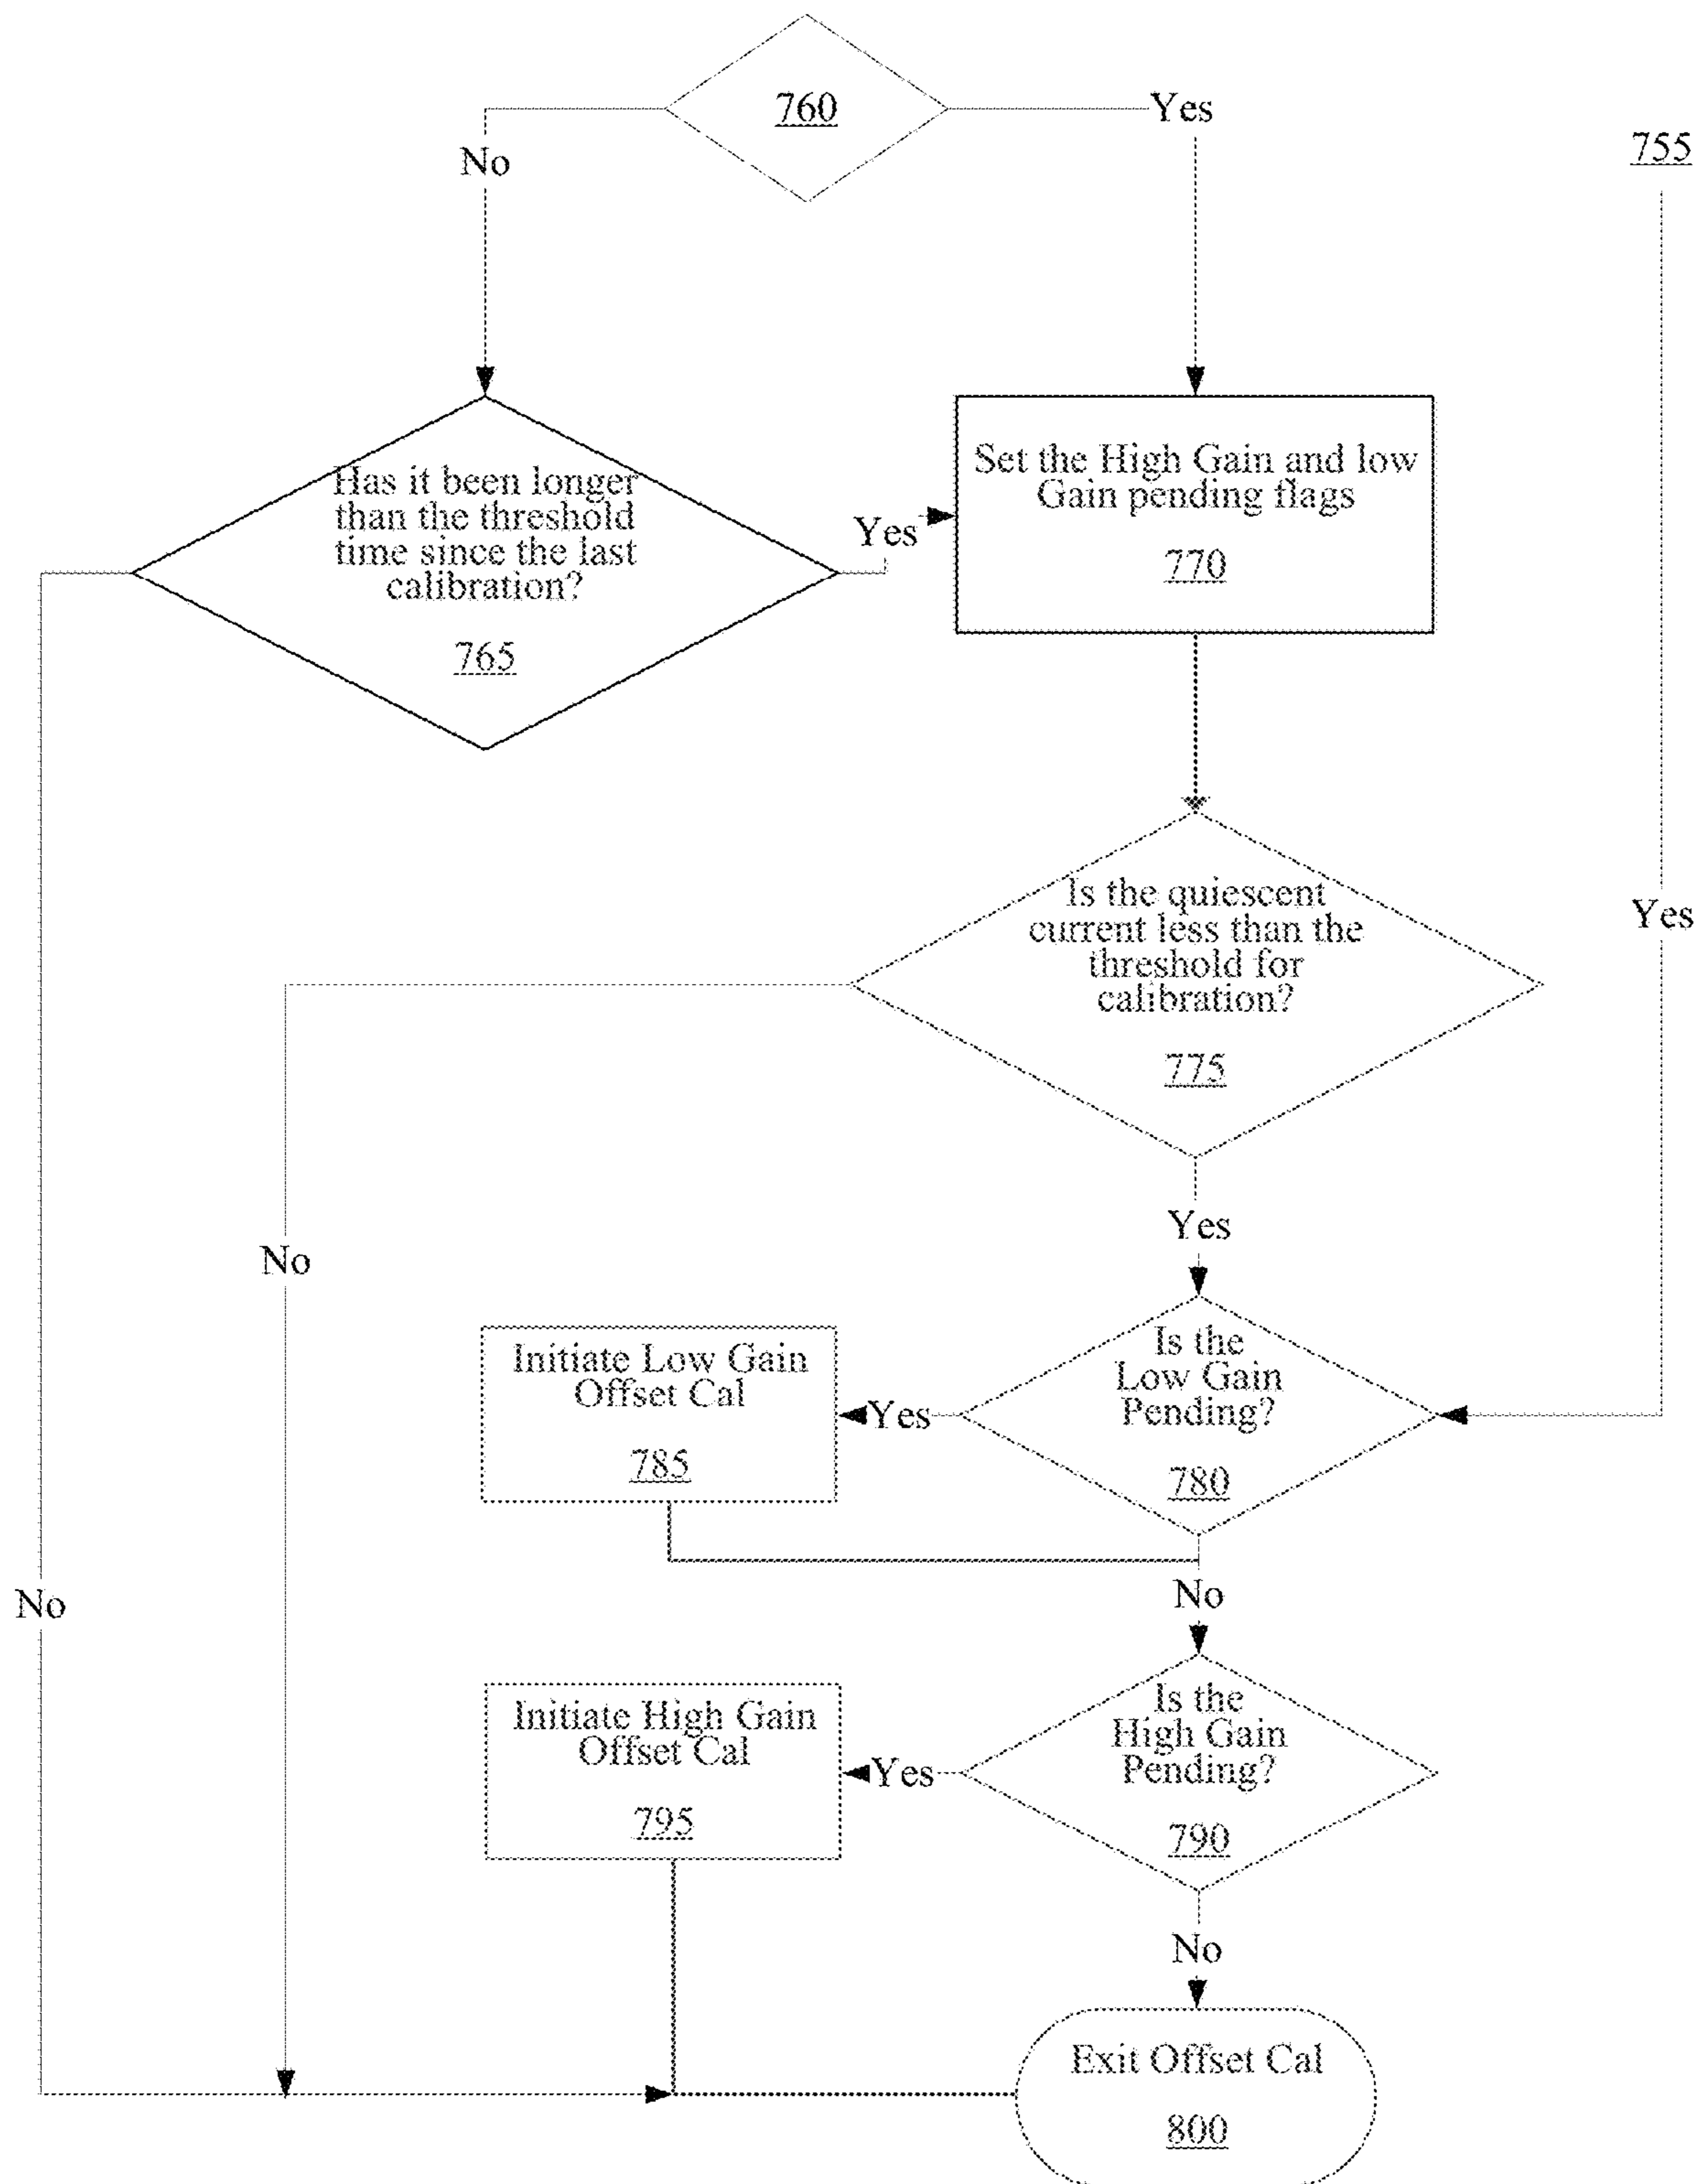 760
Yes
No
755
Has it been longer
than the threshold
time since the last
calibration?
765
Yes
Set the High Gain and low
Gain pending flags
770
Is the quiescent
current less than the
threshold for
calibration?
775
Yes
No
Yes
Initiate Low Gain
Offset Cal
785
Yes
Is the
Low Gain
Pending?
780
No
No
Initiate High Gain
Offset Cal
795
Yes
Is the
High Gain
Pending?
790
No
Exit Offset Cal
800